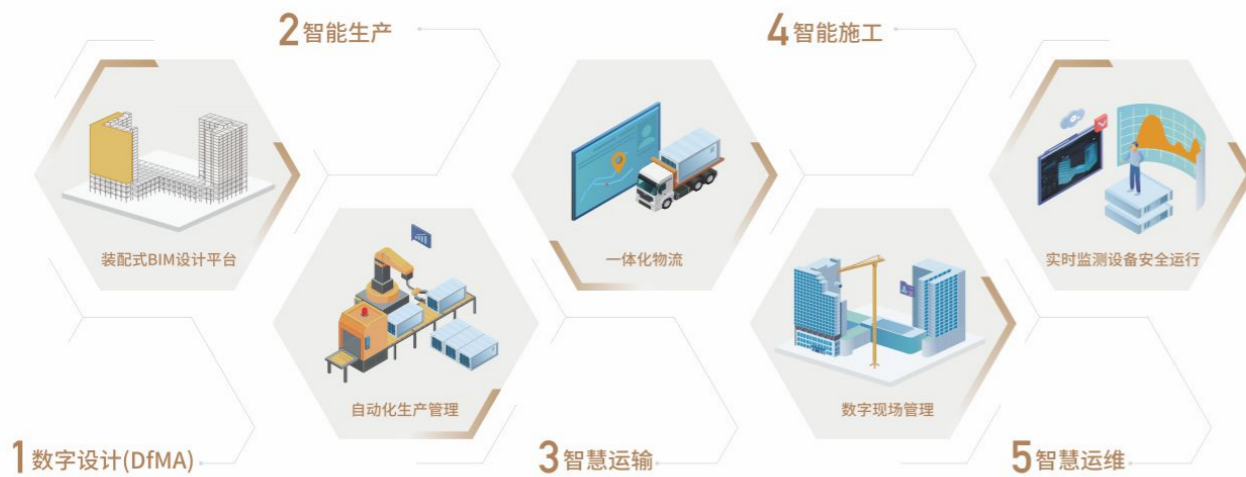 1 数字设计(DfMA)
装配式BIM设计平台
2 智能生产
自动化生产管理
3 智慧运输
一体化物流
4 智能施工
数字现场管理
5 智慧运维
实时监测设备安全运行